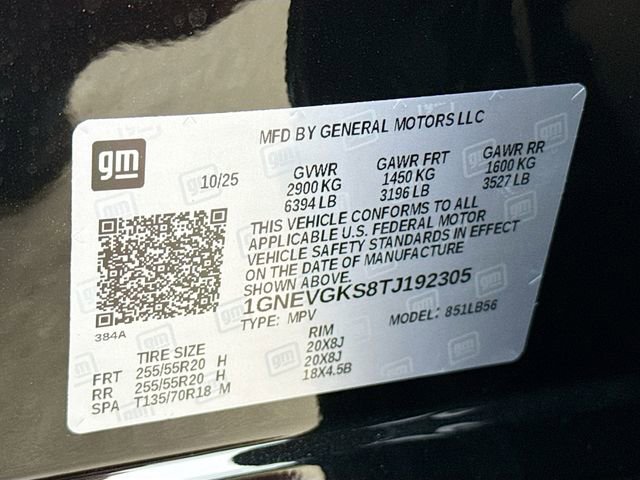 MFD BY GENERAL MOTORS LLC
gm
10/25
GVWR GAWR FRT GAWR RR
2900 KG 1450 KG 1600 KG
6394 LB 3196 LB 3527 LB
THIS VEHICLE CONFORMS TO ALL
APPLICABLE U.S. FEDERAL MOTOR
VEHICLE SAFETY STANDARDS IN EFFECT
ON THE DATE OF MANUFACTURE
SHOWN ABOVE.
1GNEVGKS8TJ192305
TYPE: MPV MODEL: 851LB56
384A
TIRE SIZE RIM
FRT 255/55R20 H 20X8J
RR 255/55R20 H 20X8J
SPA T135/70R18 M 18X4.5B